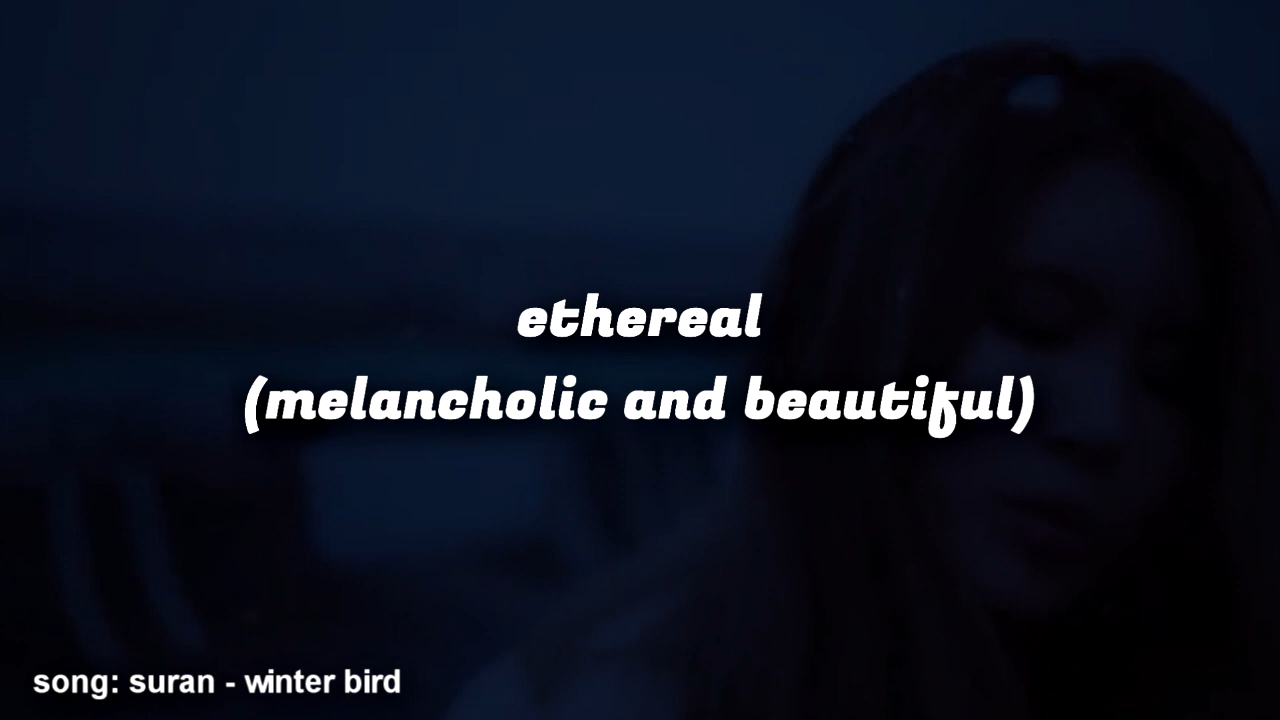 ethereal
(melancholic and beautiful)
song: suran - winter bird